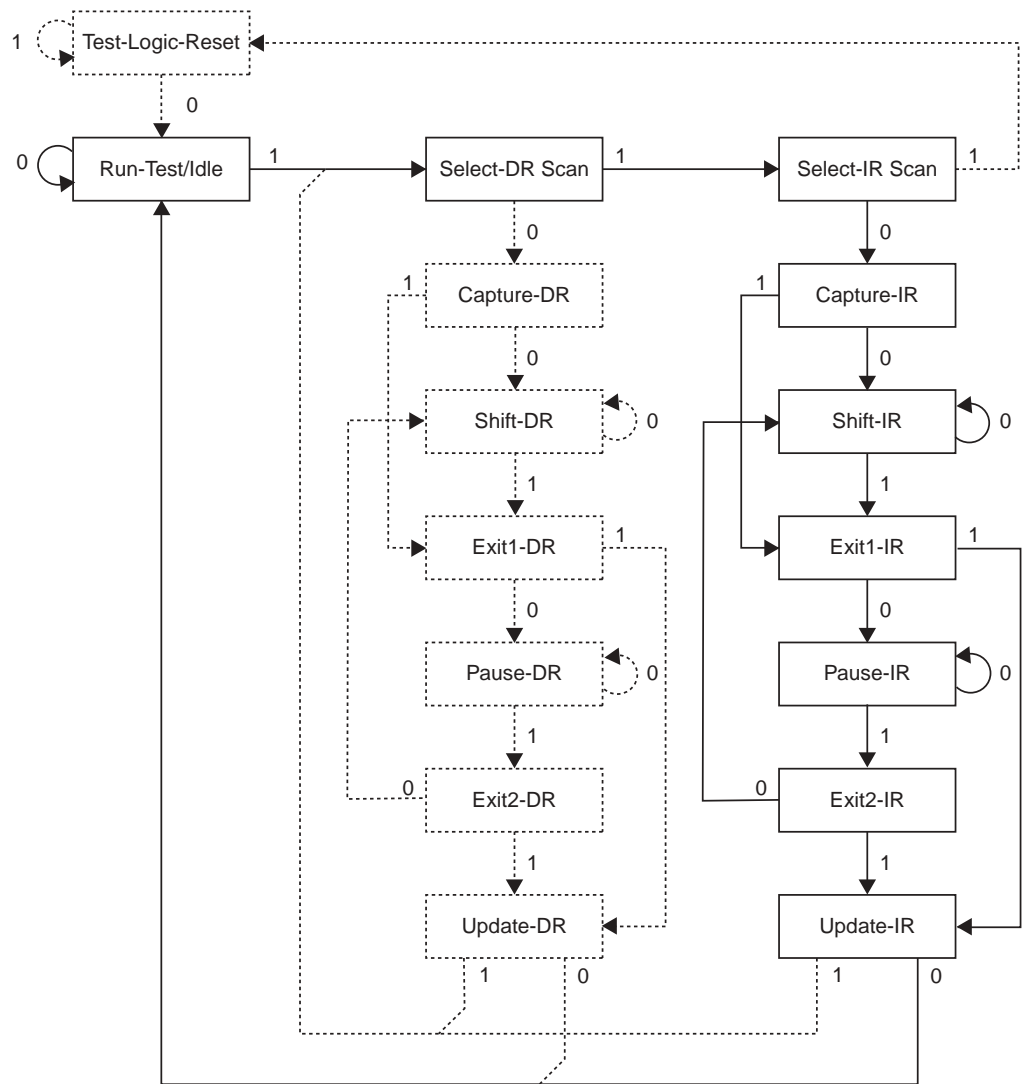 1
Test-Logic-Reset
0
0
Run-Test/Idle
1
Select-DR Scan
1
Select-IR Scan
1
0
0
1
Capture-DR
1
Capture-IR
0
0
Shift-DR
0
Shift-IR
0
1
1
Exit1-DR
1
Exit1-IR
1
0
0
Pause-DR
0
Pause-IR
0
1
1
0
Exit2-DR
0
Exit2-IR
1
1
Update-DR
Update-IR
1
0
1
0